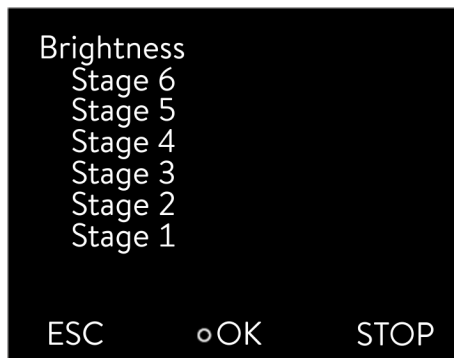 Brightness
Stage 6
Stage 5
Stage 4
Stage 3
Stage 2
Stage 1
ESC OK STOP